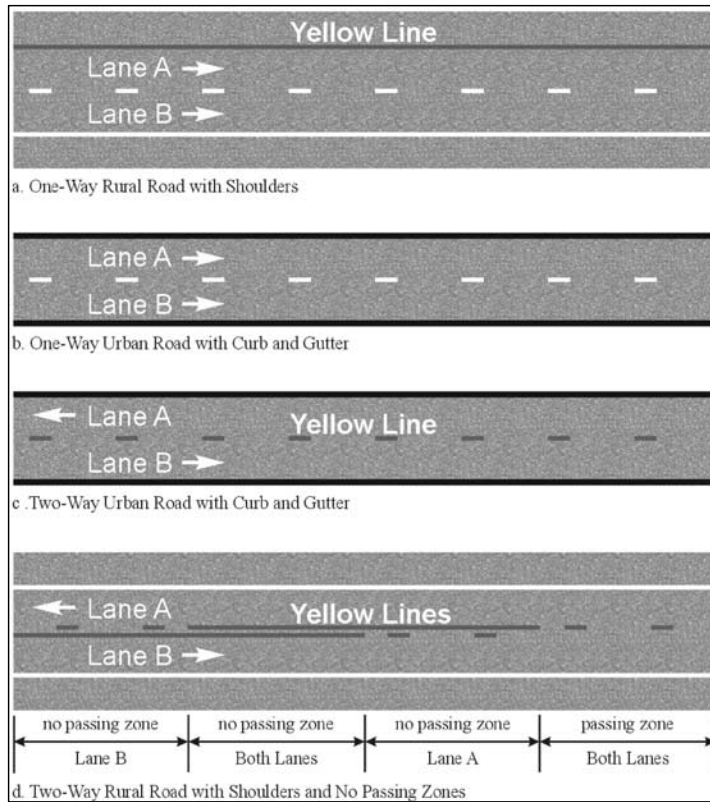 Yellow Line
Lane A
Lane B
a. One-Way Rural Road with Shoulders
Lane A
Lane B
b. One-Way Urban Road with Curb and Gutter
Lane A
Yellow Line
Lane B
c .Two-Way Urban Road with Curb and Gutter
Lane A
Yellow Lines
Lane B
no passing zone no passing zone no passing zone passing zone
Lane B Both Lanes Lane A Both Lanes
d. Two-Way Rural Road with Shoulders and No Passing Zones